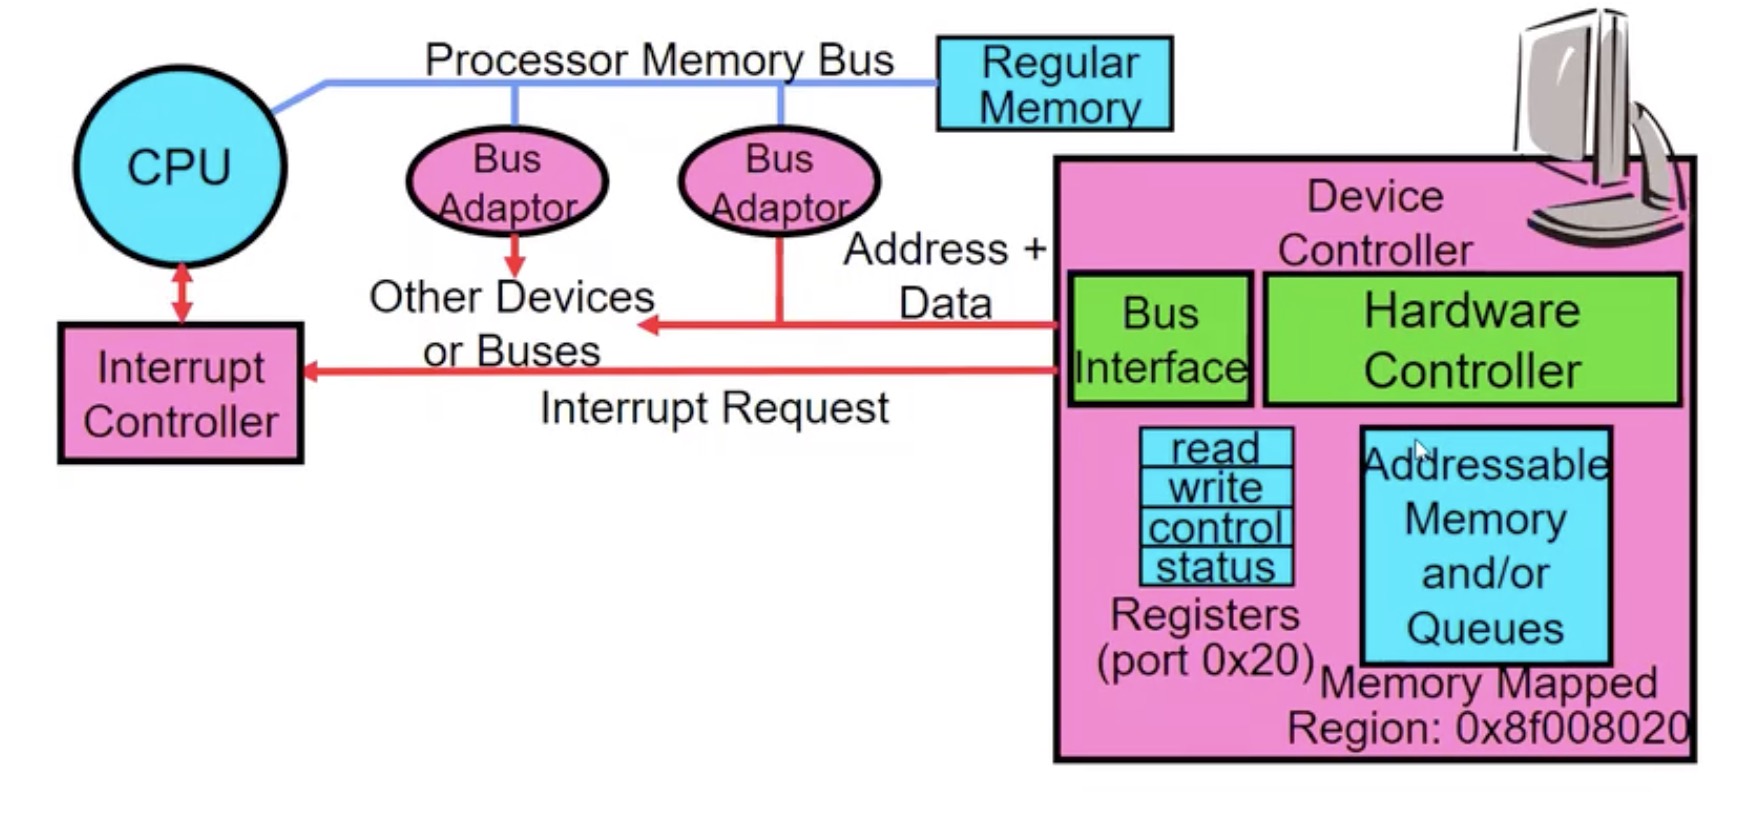 Processor Memory Bus
Regular
Memory
CPU
Bus
Adaptor
Bus
Adaptor
Address +
Data
Other Devices
or Buses
Interrupt
Controller
Interrupt Request
Device
Controller
Bus
Interface
Hardware
Controller
read
write
control
status
Registers
(port 0x20)
Addressable
Memory
and/or
Queues
Memory Mapped
Region: 0x8f008020